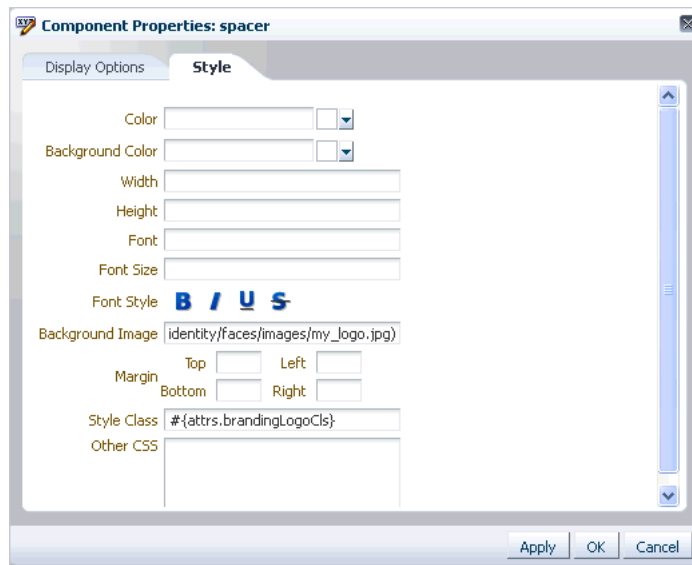 Component Properties: spacer
Display Options Style
Color
Background Color
Width
Height
Font
Font Size
Font Style B I U S
Background Image identity/faces/images/my_logo.jpg)
Top Left
Margin
Bottom Right
Style Class #{attrs.brandingLogoCls}
Other CSS
Apply OK Cancel